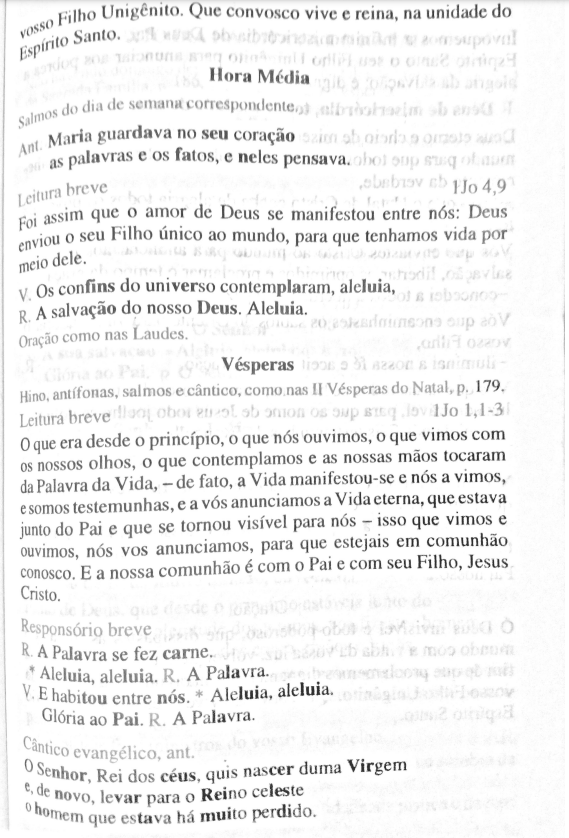 vosso Filho Unigênito. Que convosco vive e reina, na unidade do
Espírito Santo.
Hora Média
Salmos do dia de semana correspondente.
Ant. Maria guardava no seu coração
as palavras e os fatos, e neles pensava.
Leitura breve 1Jo 4,9
Foi assim que o amor de Deus se manifestou entre nós: Deus
enviou o seu Filho único ao mundo, para que tenhamos vida por
meio dele.
V. Os confins do universo contemplaram, aleluia,
R. A salvação do nosso Deus. Aleluia.
Oração como nas Laudes.
Vésperas
Hino, antífonas, salmos e cântico, como nas II Vésperas do Natal, p. 179.
Leitura breve 1Jo 1,1-3
O que era desde o princípio, o que nós ouvimos, o que vimos com
os nossos olhos, o que contemplamos e as nossas mãos tocaram
da Palavra da Vida, – de fato, a Vida manifestou-se e nós a vimos,
e somos testemunhas, e a vós anunciamos a Vida eterna, que estava
junto do Pai e que se tornou visível para nós – isso que vimos e
ouvimos, nós vos anunciamos, para que estejais em comunhão
conosco. E a nossa comunhão é com o Pai e com seu Filho, Jesus
Cristo.
Responsório breve
R. A Palavra se fez carne.
* Aleluia, aleluia. R. A Palavra.
V. E habitou entre nós. * Aleluia, aleluia.
Glória ao Pai. R. A Palavra.
Cântico evangélico, ant.
O Senhor, Rei dos céus, quis nascer duma Virgem
e, de novo, levar para o Reino celeste
o homem que estava há muito perdido.